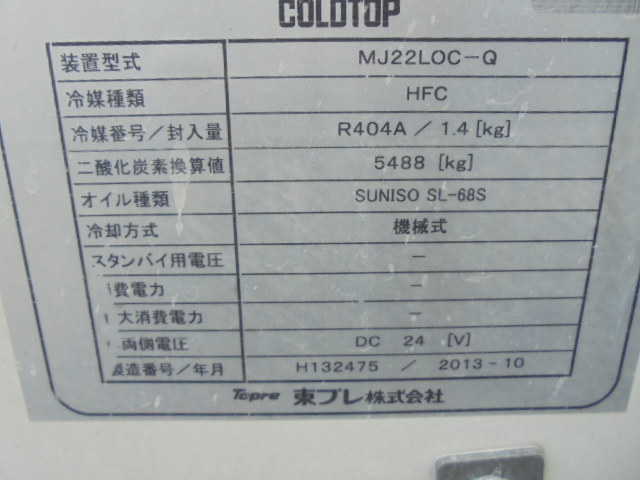 COLDTOP
装置型式 MJ22LOC-Q
冷媒種類 HFC
冷媒番号/封入量 R404A / 1.4 [kg]
二酸化炭素換算値 5488 [kg]
オイル種類 SUNISO SL-68S
冷却方式 機械式
スタンバイ用電圧 -
費電力 -
大消費電力 -
両側電圧 DC 24 [V]
製造番号/年月 H132475 / 2013-10
Topre 東プレ株式会社